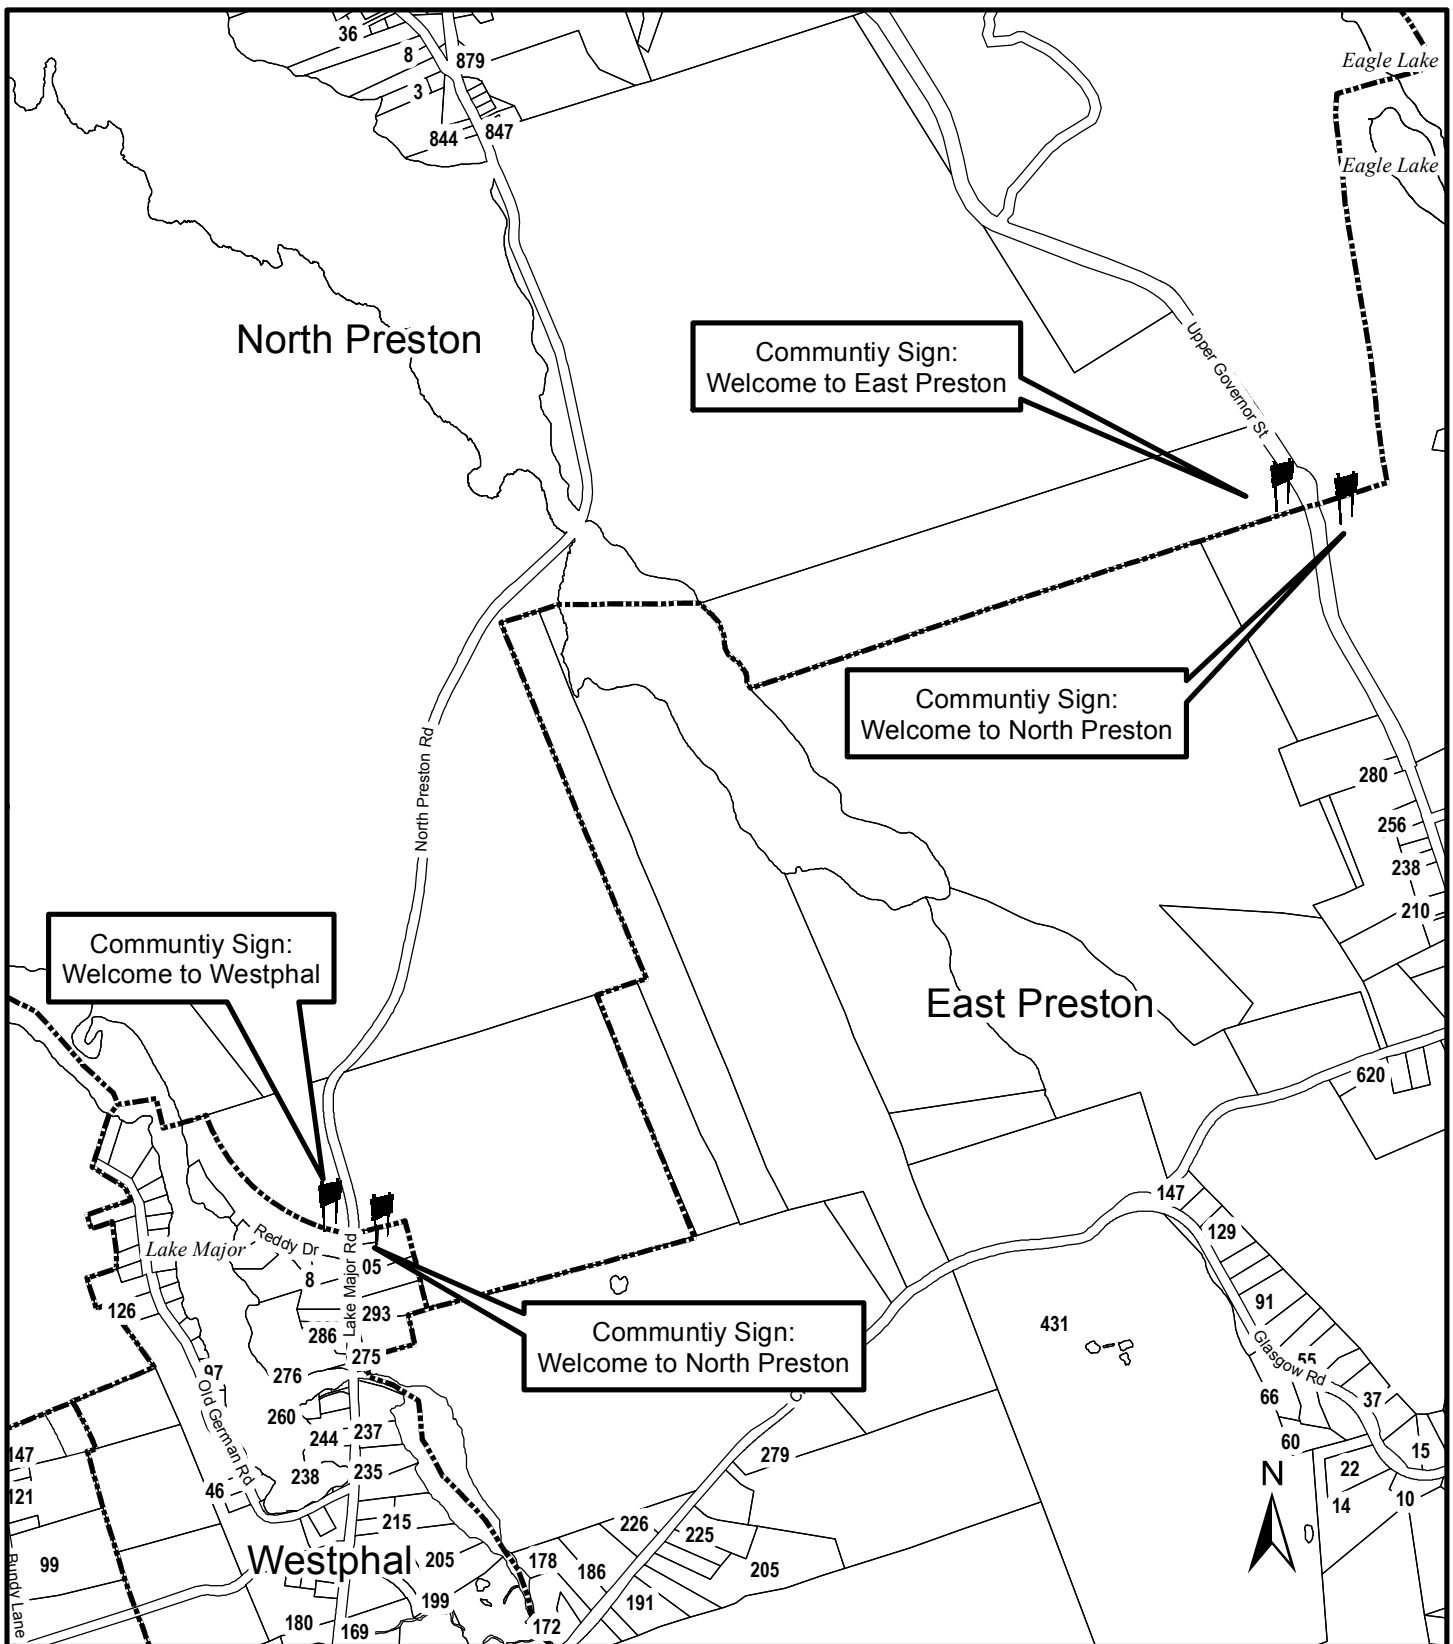 36
8
879
3
844
847
Eagle Lake
Eagle Lake
North Preston
Communtiy Sign:
Welcome to East Preston
Upper Governor St
Communtiy Sign:
Welcome to North Preston
North Preston Rd
280
256
238
210
Communtiy Sign:
Welcome to Westphal
East Preston
620
147
129
Reddy Dr
Lake Major
8
05
Lake Major Rd
126
293
286
275
276
Communtiy Sign:
Welcome to North Preston
431
91
Glasgow Rd
55
66
37
97
Old German Rd
260
244
237
238
235
279
60
15
22
14
10
N
147
121
46
99
215
226
225
Westphal
205
178
186
205
199
191
180
169
172
Bundy Lane